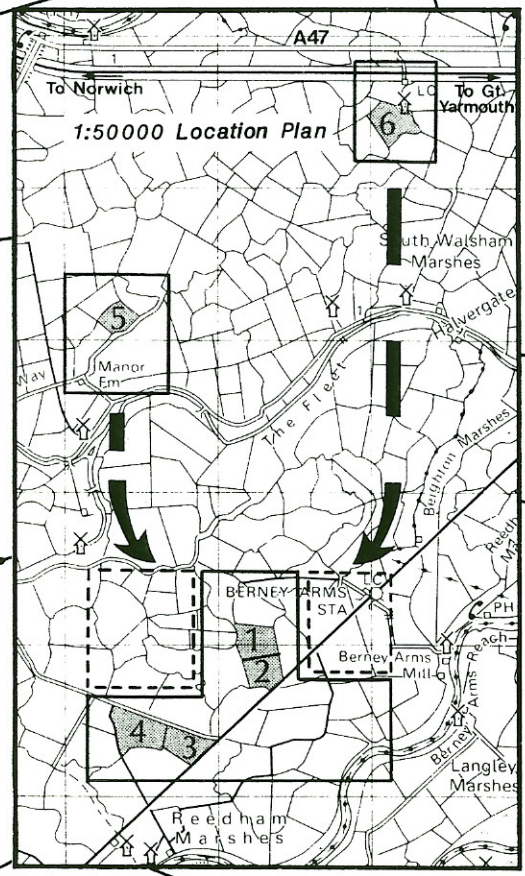 A47
1
To Norwich
LC
To Gt.
Yarmouth
1:50000 Location Plan
6
South Walsham
Marshes
5
1
Halvergate
Manor
Fm
Way
The Fleet
Beighton Marshes
BERNEY ARMS
STA
LC
PH
1
2
Berney Arms
Mill
Berney Arms Reach
4
3
Langley
Marshes
Reedham
Marshes